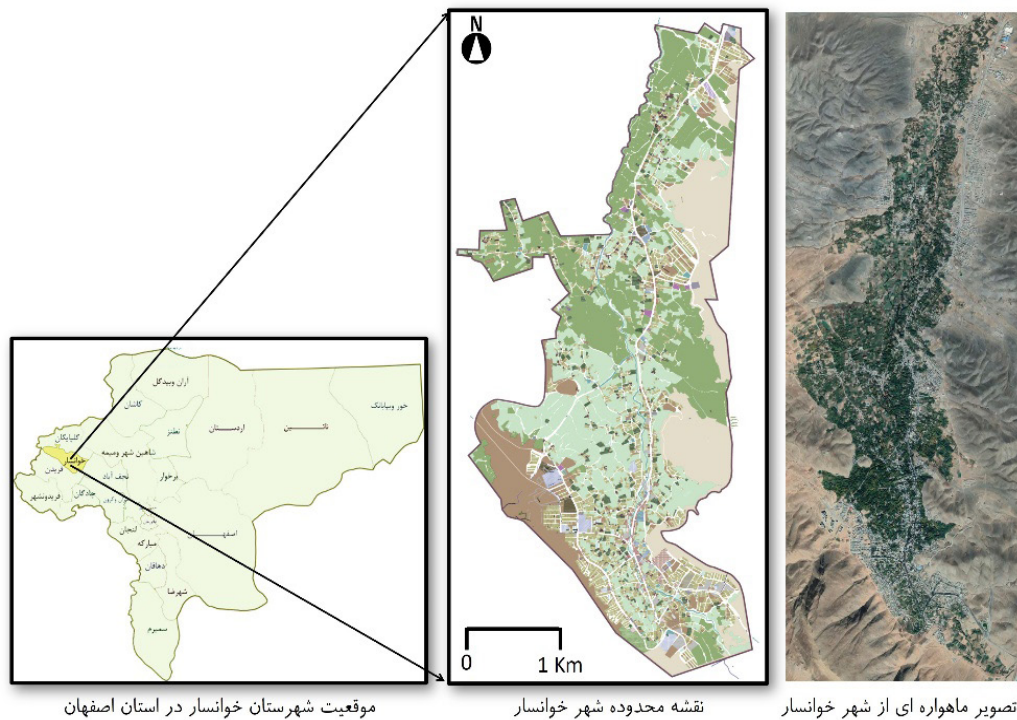 N
0
1 Km
آران وبیدگل
کاشان
خور وبیابانک
نطنز
اردستان
نائین
گلپایگان
خوانسار
شاهین شهر ومیمه
فریدن
نجف آباد
برخوار
چادگان
فریدونشهر
تیران وکرون
لنجان
اصفهان
مبارکه
دهاقان
شهرضا
سمیرم
تصویر ماهواره ای از شهر خوانسار
نقشه محدوده شهر خوانسار
موقعیت شهرستان خوانسار در استان اصفهان